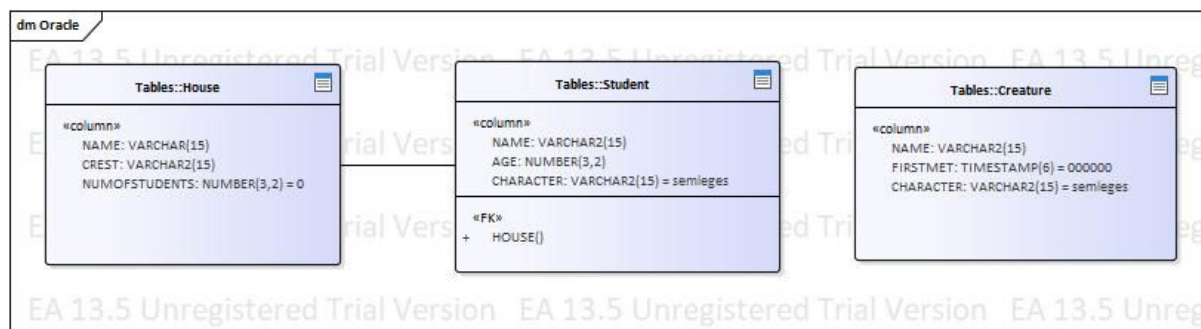 dm Oracle
EA 13.5 Unregistered Trial Version EA 13.5 Unregistered Trial Version EA 13.5 Unreg
Tables::House
«column»
NAME: VARCHAR(15)
CREST: VARCHAR2(15)
NUMOFSTUDENTS: NUMBER(3,2) = 0
Tables::Student
«column»
NAME: VARCHAR2(15)
AGE: NUMBER(3,2)
CHARACTER: VARCHAR2(15) = semleges
«FK»
+ HOUSE()
Tables::Creature
«column»
NAME: VARCHAR2(15)
FIRSTMET: TIMESTAMP(6) = 000000
CHARACTER: VARCHAR2(15) = semleges
EA 13.5 Unregistered Trial Version EA 13.5 Unregistered Trial Version EA 13.5 Unreg